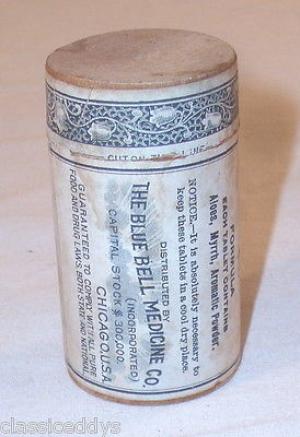 CUT ON THIS LINE
FORMULA
EACH TABLET CONTAINS
Aloes, Myrrh, Aromatic Powder.
NOTICE.—It is absolutely necessary to
keep these tablets in a cool dry place.
DISTRIBUTED BY
THE BLUE BELL MEDICINE CO.
(INCORPORATED)
CAPITAL STOCK $300,000.
CHICAGO, U.S.A.
GUARANTEED TO COMPLY WITH ALL PURE
FOOD AND DRUG LAWS, BOTH STATE AND NATIONAL
classiceddys